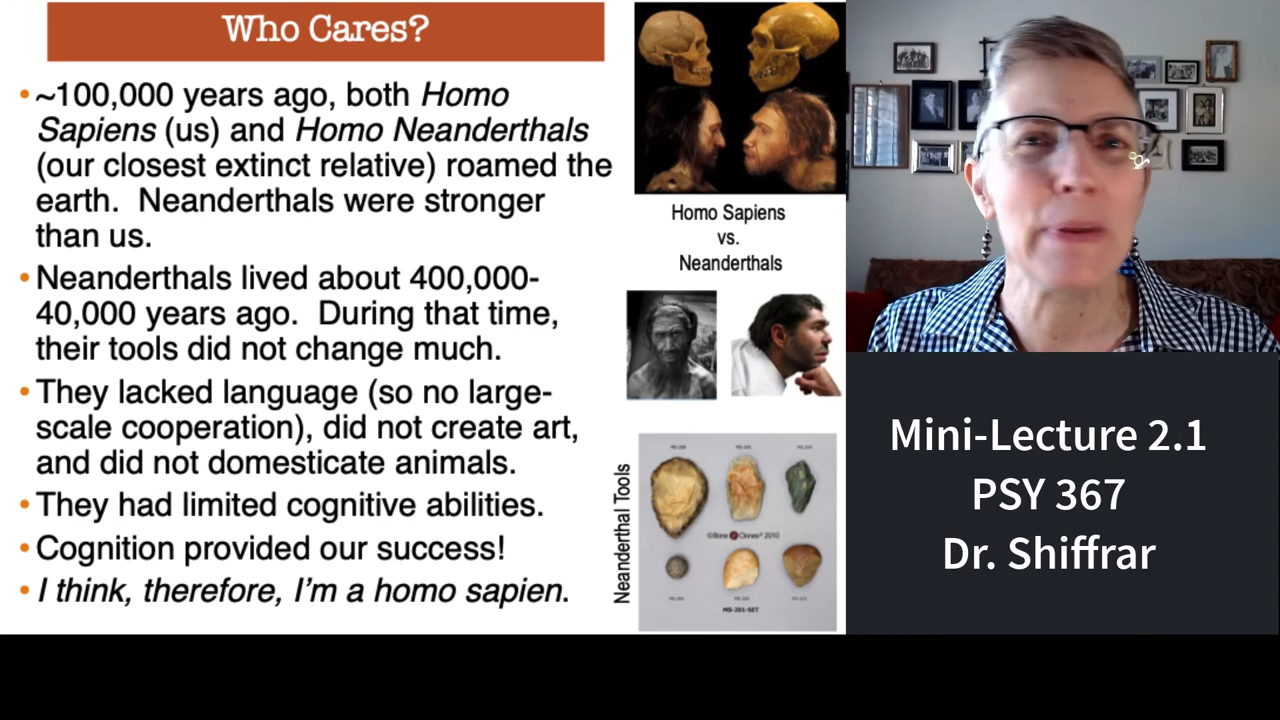 Who Cares?
•~100,000 years ago, both Homo
Sapiens (us) and Homo Neanderthals
(our closest extinct relative) roamed the
earth.  Neanderthals were stronger
than us.
•Neanderthals lived about 400,000-
40,000 years ago.  During that time,
their tools did not change much.
•They lacked language (so no large-
scale cooperation), did not create art,
and did not domesticate animals.
•They had limited cognitive abilities.
•Cognition provided our success!
•I think, therefore, I’m a homo sapien.
Homo Sapiens
vs.
Neanderthals
Neanderthal Tools
©Bone Clones® 2010
MS-301-SET
Mini-Lecture 2.1
PSY 367
Dr. Shiffrar